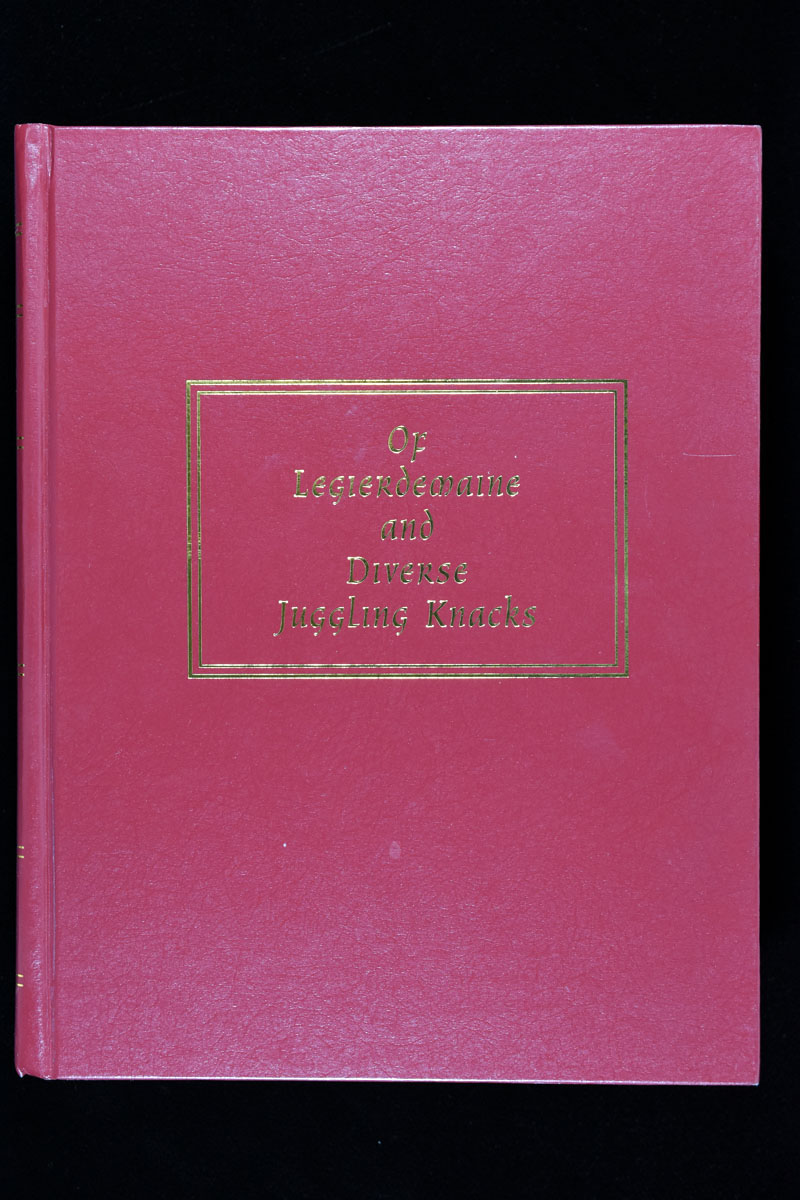 Of
Legierdemaine
and
Diverse
Juggling Knacks